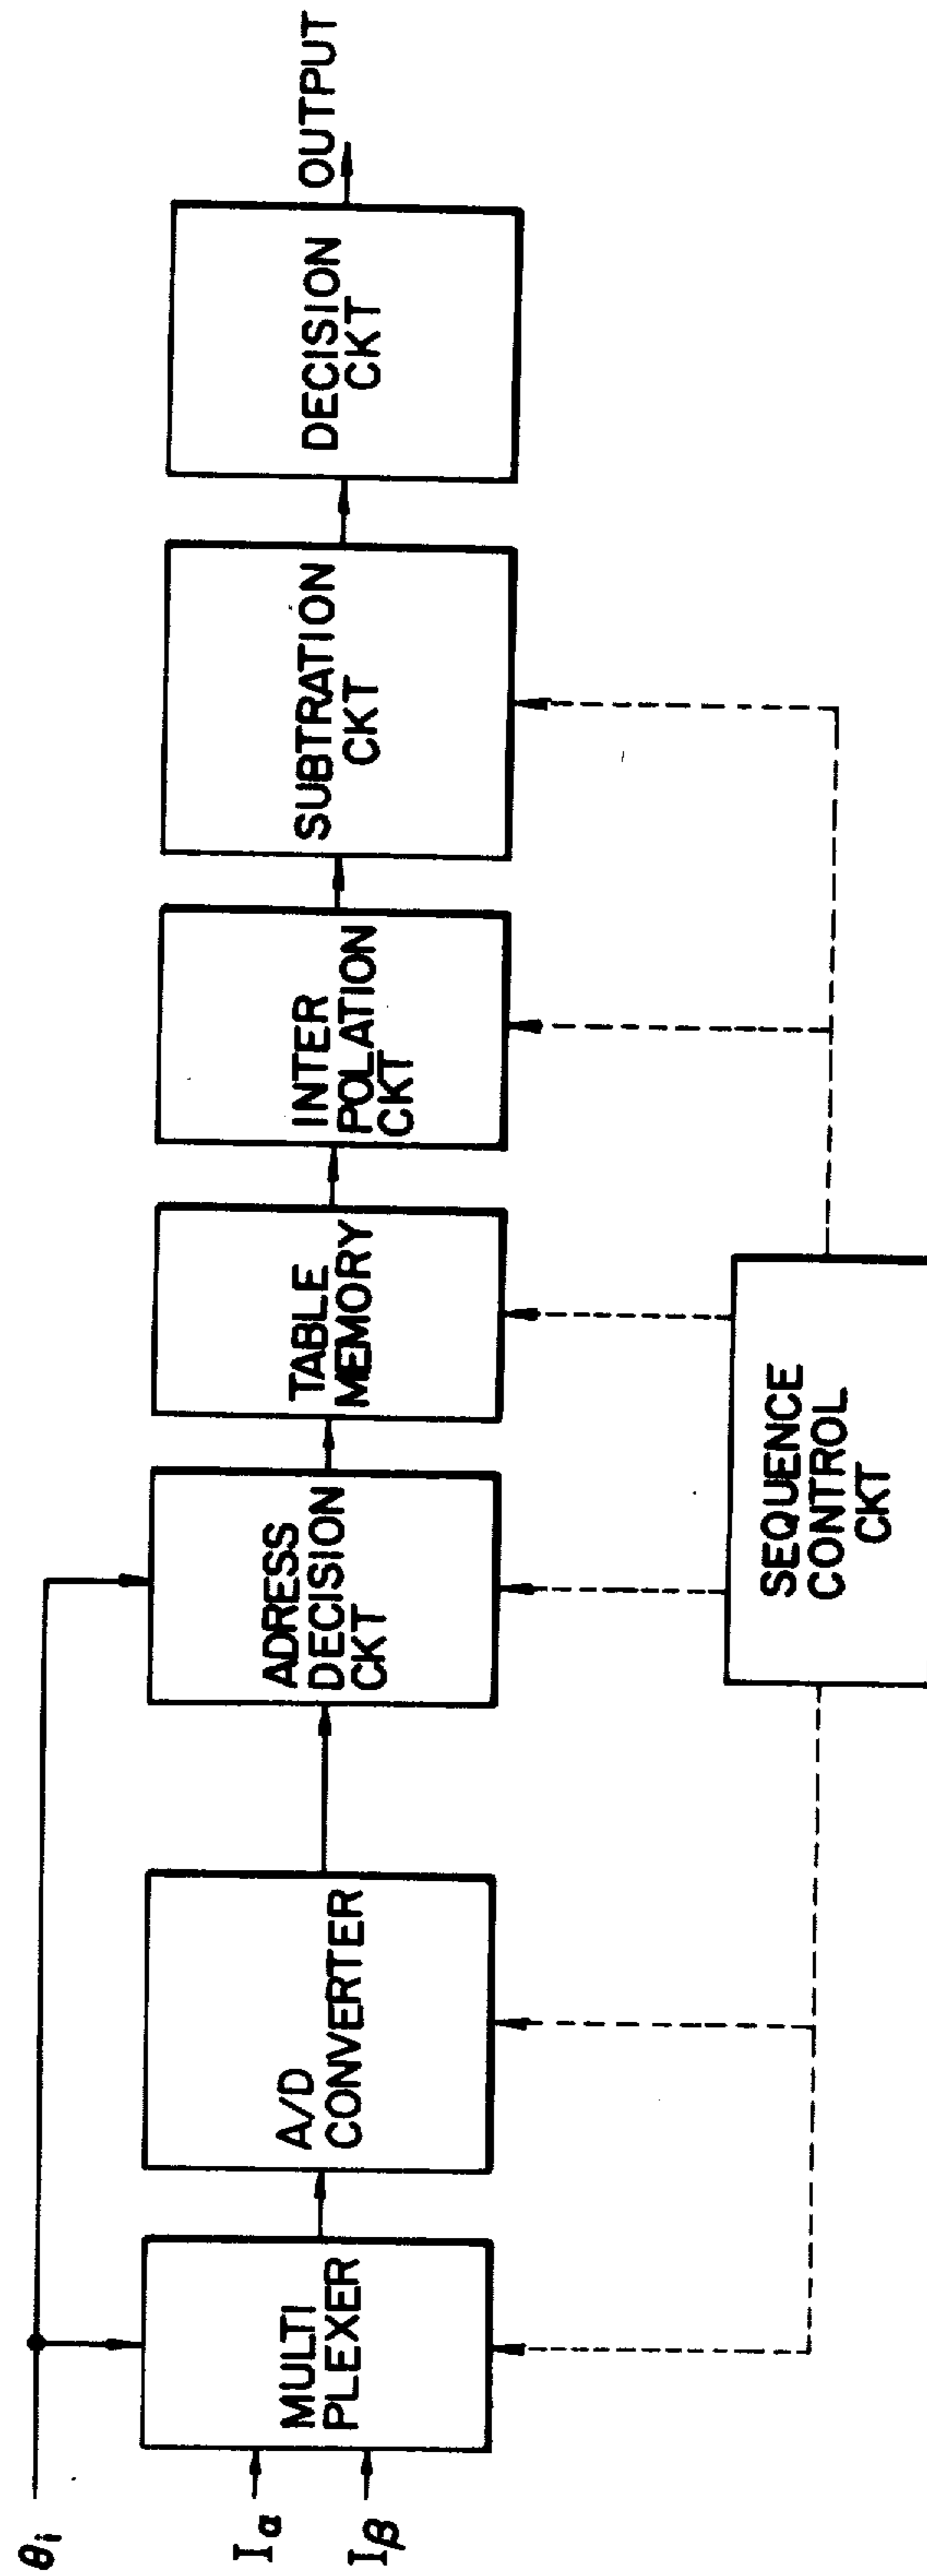 θi
Iα
Iβ
MULTI
PLEXER
A/D
CONVERTER
ADRESS
DECISION
CKT
TABLE
MEMORY
INTER
POLATION
CKT
SUBTRATION
CKT
DECISION
CKT
OUTPUT
SEQUENCE
CONTROL
CKT